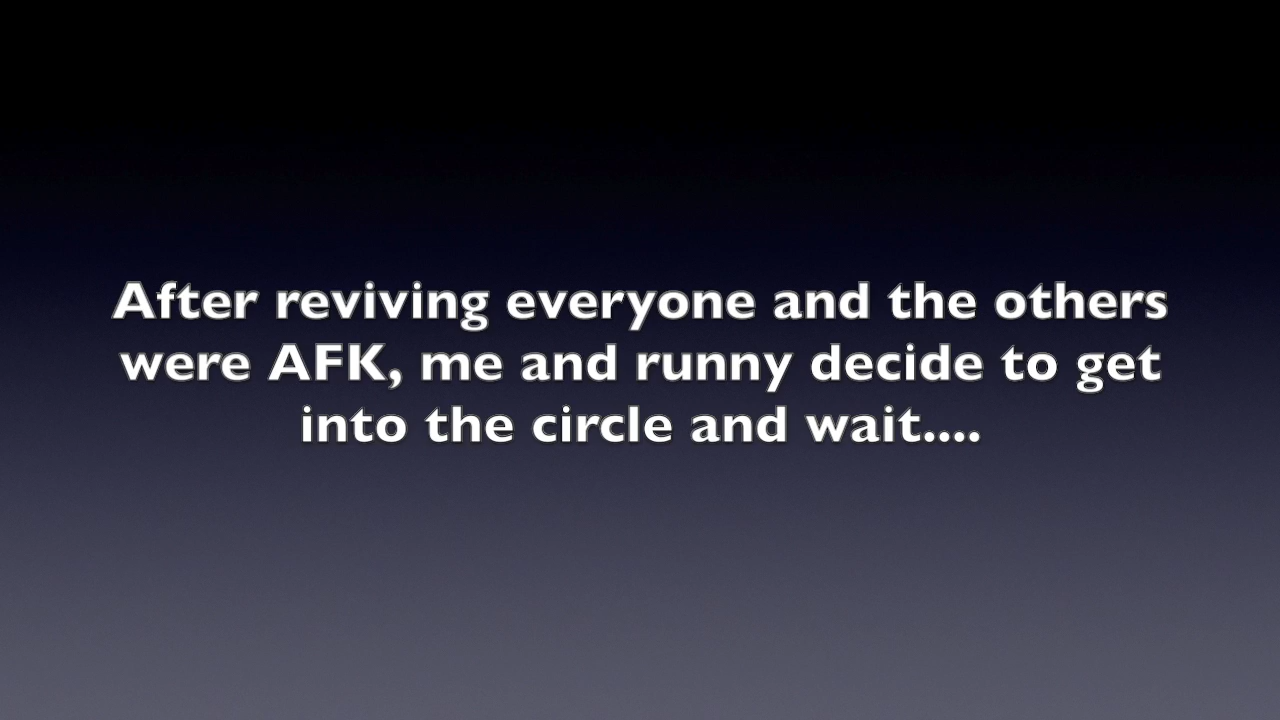 After reviving everyone and the others
were AFK, me and runny decide to get
into the circle and wait....